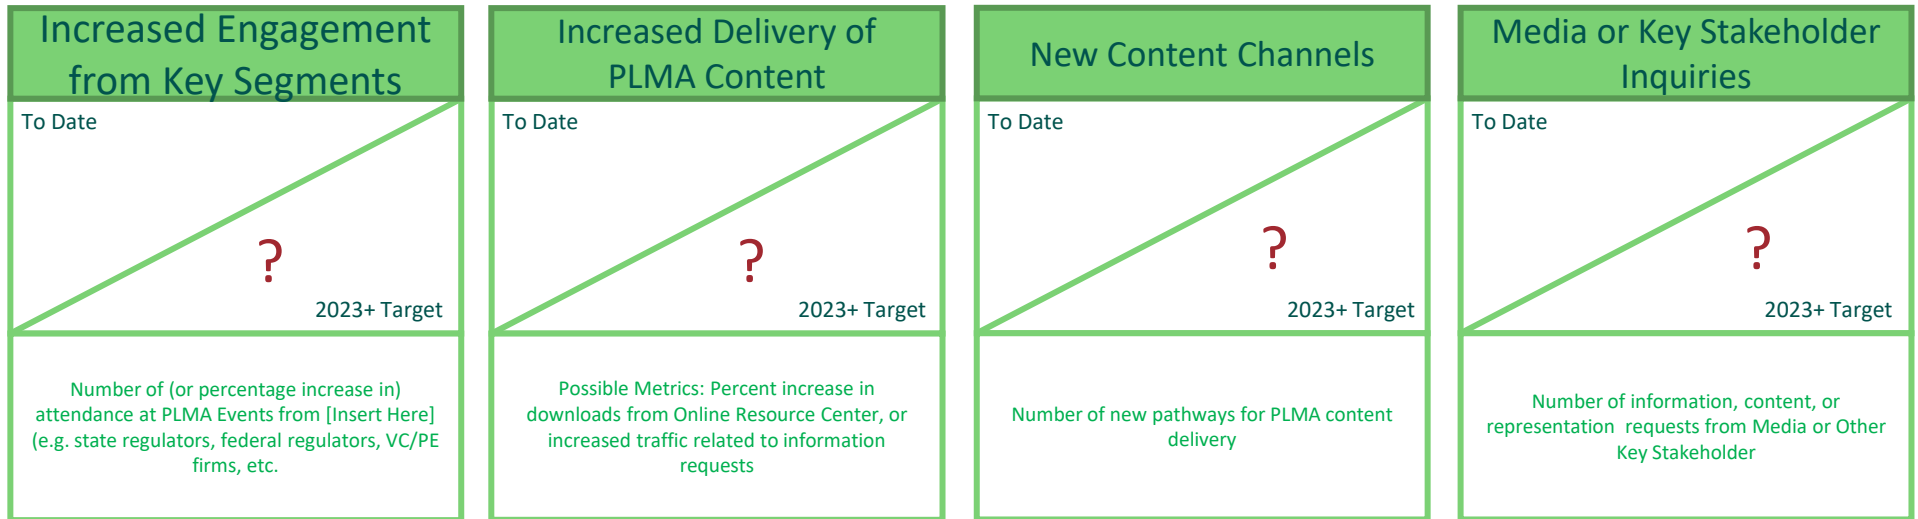 Increased Engagement
from Key Segments
To Date
?
2023+ Target
Number of (or percentage increase in)
attendance at PLMA Events from [Insert Here]
(e.g. state regulators, federal regulators, VC/PE
firms, etc.
Increased Delivery of
PLMA Content
To Date
?
2023+ Target
Possible Metrics: Percent increase in
downloads from Online Resource Center, or
increased traffic related to information
requests
New Content Channels
To Date
?
2023+ Target
Number of new pathways for PLMA content
delivery
Media or Key Stakeholder
Inquiries
To Date
?
2023+ Target
Number of information, content, or
representation  requests from Media or Other
Key Stakeholder